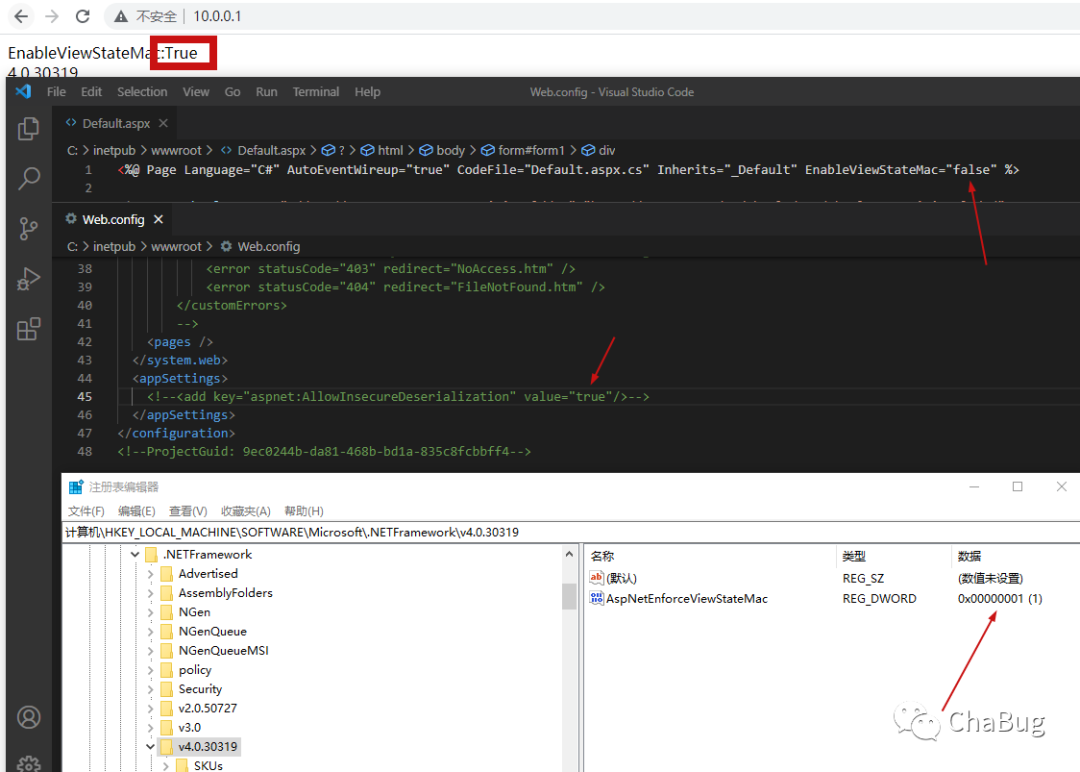 不安全 | 10.0.0.1
EnableViewStateMac:True
4.0.30319
File Edit Selection View Go Run Terminal Help Web.config - Visual Studio Code
Default.aspx
C: > inetpub > wwwroot > Default.aspx > ? > html > body > form#form1 > div
1 <%@ Page Language="C#" AutoEventWireup="true" CodeFile="Default.aspx.cs" Inherits="_Default" EnableViewStateMac="false" %>
2
Web.config
C: > inetpub > wwwroot > Web.config
38 <error statusCode="403" redirect="NoAccess.htm" />
39 <error statusCode="404" redirect="FileNotFound.htm" />
40 </customErrors>
41 -->
42 <pages />
43 </system.web>
44 <appSettings>
45 <!--<add key="aspnet:AllowInsecureDeserialization" value="true"/>-->
46 </appSettings>
47 </configuration>
48 <!--ProjectGuid: 9ec0244b-da81-468b-bd1a-835c8fcbbff4-->
注册表编辑器
文件(F) 编辑(E) 查看(V) 收藏夹(A) 帮助(H)
计算机\HKEY_LOCAL_MACHINE\SOFTWARE\Microsoft\.NETFramework\v4.0.30319
.NETFramework
Advertised
AssemblyFolders
NGen
NGenQueue
NGenQueueMSI
policy
Security
v2.0.50727
v3.0
v4.0.30319
SKUs
名称 类型 数据
(默认) REG_SZ (数值未设置)
AspNetEnforceViewStateMac REG_DWORD 0x00000001 (1)
ChaBug